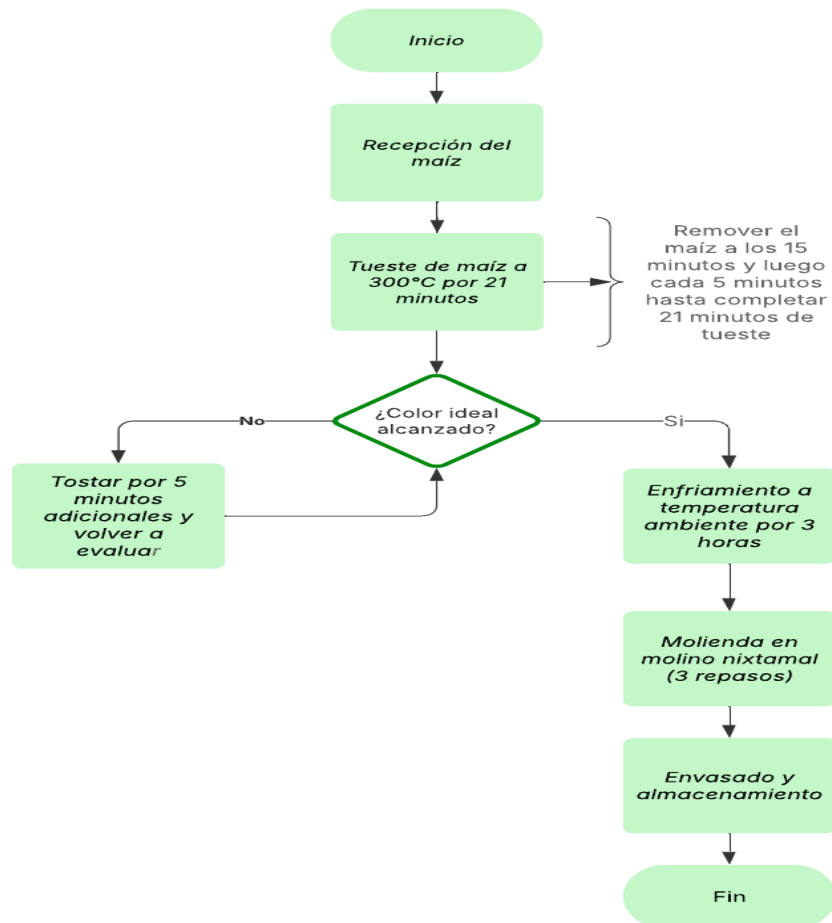 Inicio
Recepción del
maíz
Tueste de maíz a
300°C por 21
minutos
Remover el
maíz a los 15
minutos y luego
cada 5 minutos
hasta completar
21 minutos de
tueste
¿Color ideal
alcanzado?
No
Si
Tostar por 5
minutos
adicionales y
volver a
evaluar
Enfriamiento a
temperatura
ambiente por 3
horas
Molienda en
molino nixtamal
(3 repasos)
Envasado y
almacenamiento
Fin